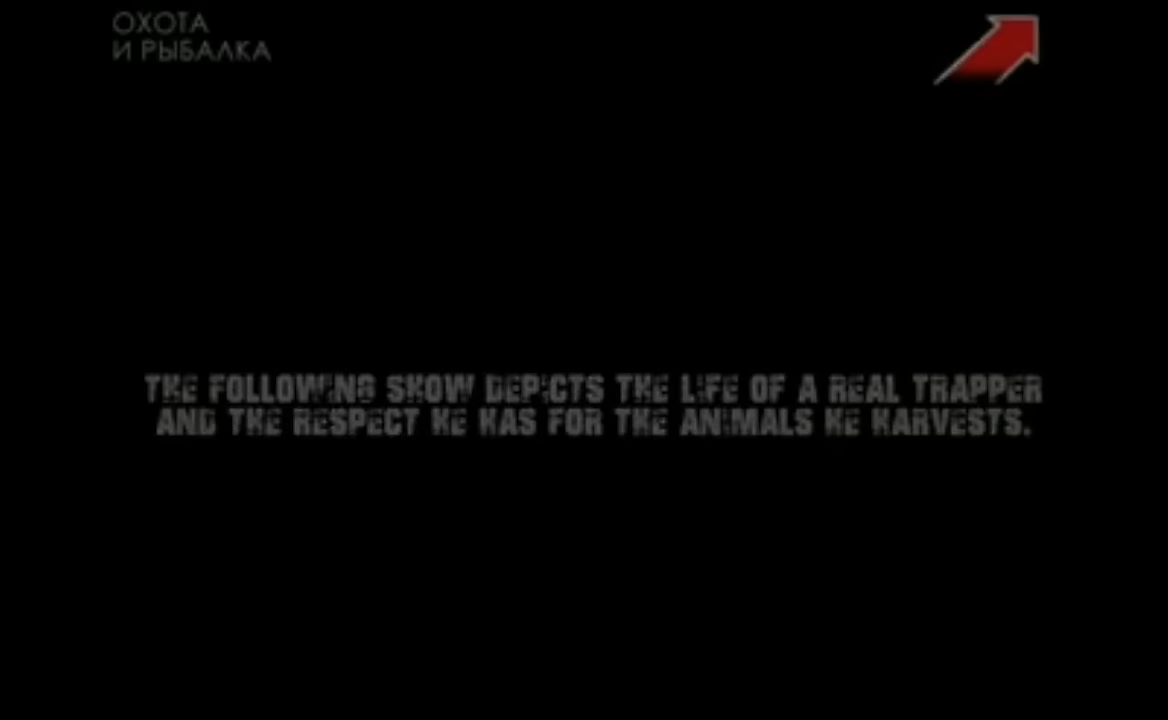 ОХОТА
И РЫБАЛКА
THE FOLLOWING SHOW DEPICTS THE LIFE OF A REAL TRAPPER
AND THE RESPECT HE HAS FOR THE ANIMALS HE HARVESTS.